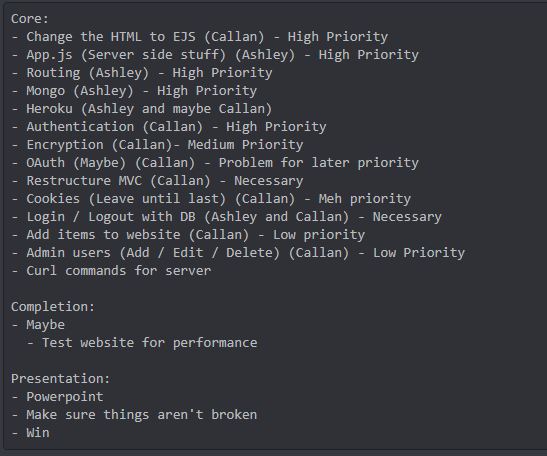 Core:
- Change the HTML to EJS (Callan) - High Priority
- App.js (Server side stuff) (Ashley) - High Priority
- Routing (Ashley) - High Priority
- Mongo (Ashley) - High Priority
- Heroku (Ashley and maybe Callan)
- Authentication (Callan) - High Priority
- Encryption (Callan)- Medium Priority
- OAuth (Maybe) (Callan) - Problem for later priority
- Restructure MVC (Callan) - Necessary
- Cookies (Leave until last) (Callan) - Meh priority
- Login / Logout with DB (Ashley and Callan) - Necessary
- Add items to website (Callan) - Low priority
- Admin users (Add / Edit / Delete) (Callan) - Low Priority
- Curl commands for server

Completion:
- Maybe
  - Test website for performance

Presentation:
- Powerpoint
- Make sure things aren't broken
- Win